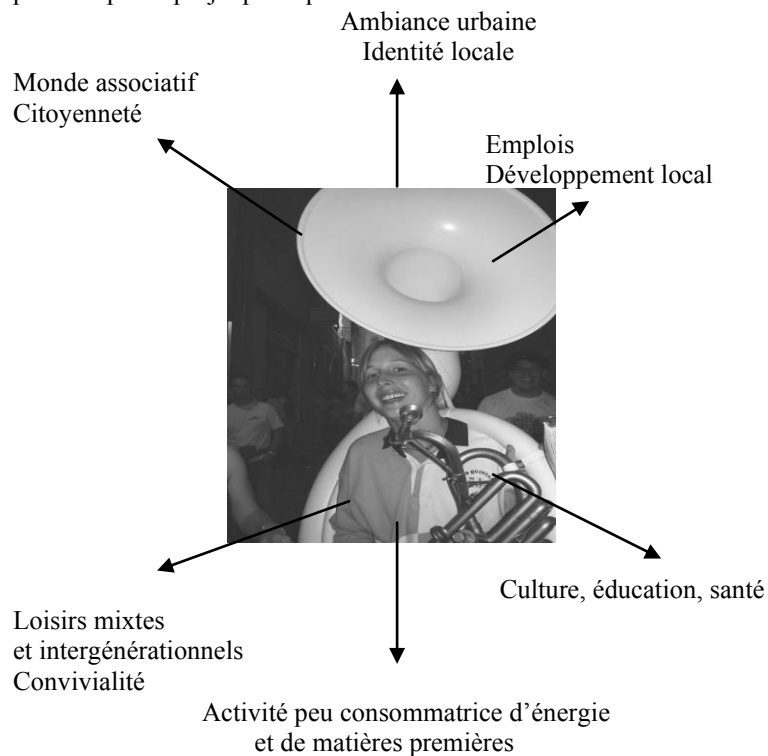 Ambiance urbaine
Identité locale
Monde associatif
Citoyenneté
Emplois
Développement local
Culture, éducation, santé
Loisirs mixtes
et intergénérationnels
Convivialité
Activité peu consommatrice d’énergie
et de matières premières